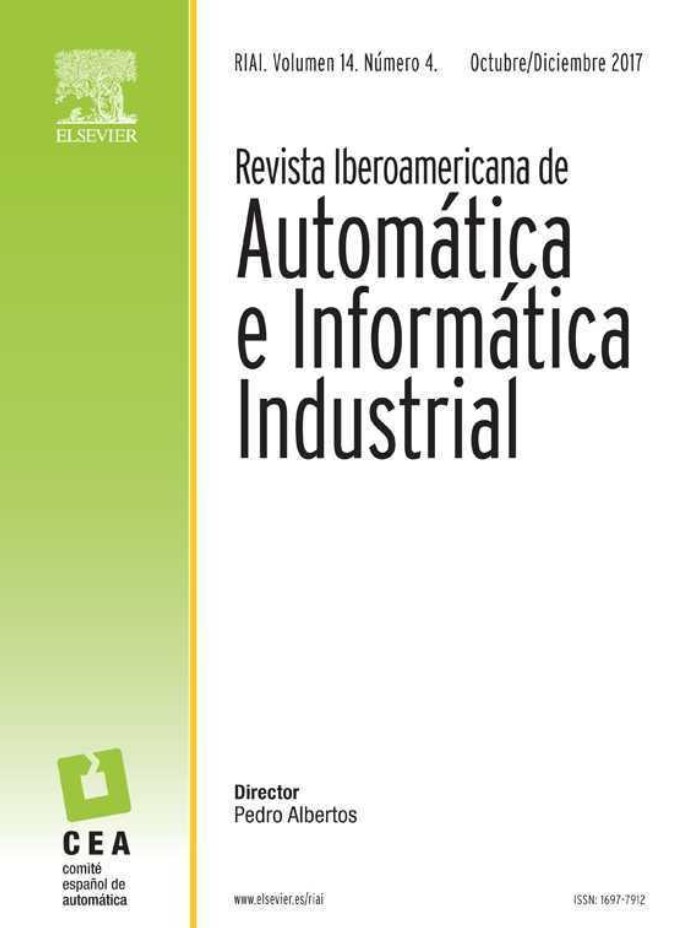 ELSEVIER
RIAI. Volumen 14. Número 4. Octubre/Diciembre 2017
Revista Iberoamericana de
Automática
e Informática
Industrial
Director
Pedro Albertos
CEA
comité
español de
automática
www.elsevier.es/riai
ISSN: 1697-7912